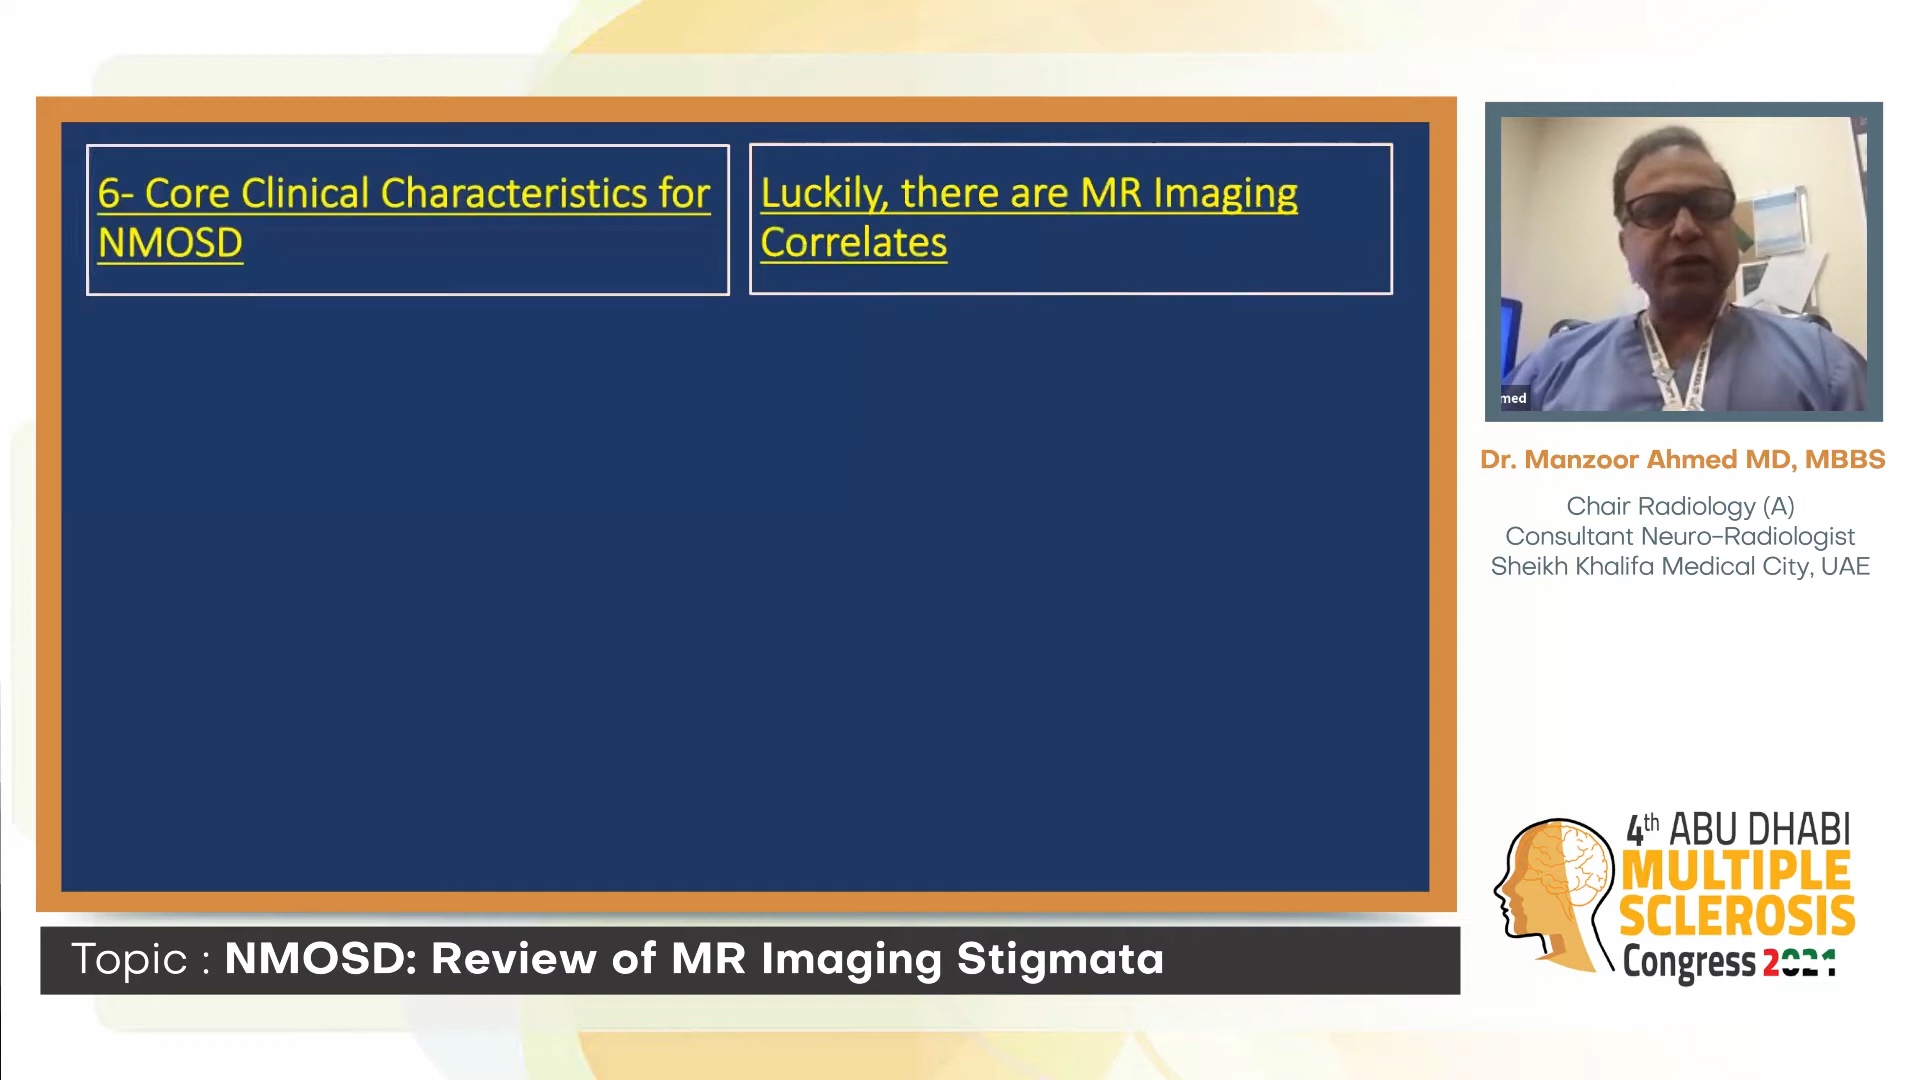 6- Core Clinical Characteristics for
NMOSD
Luckily, there are MR Imaging
Correlates
med
Dr. Manzoor Ahmed MD, MBBS
Chair Radiology (A)
Consultant Neuro-Radiologist
Sheikh Khalifa Medical City, UAE
4th ABU DHABI
MULTIPLE
SCLEROSIS
Congress 2021
Topic : NMOSD: Review of MR Imaging Stigmata